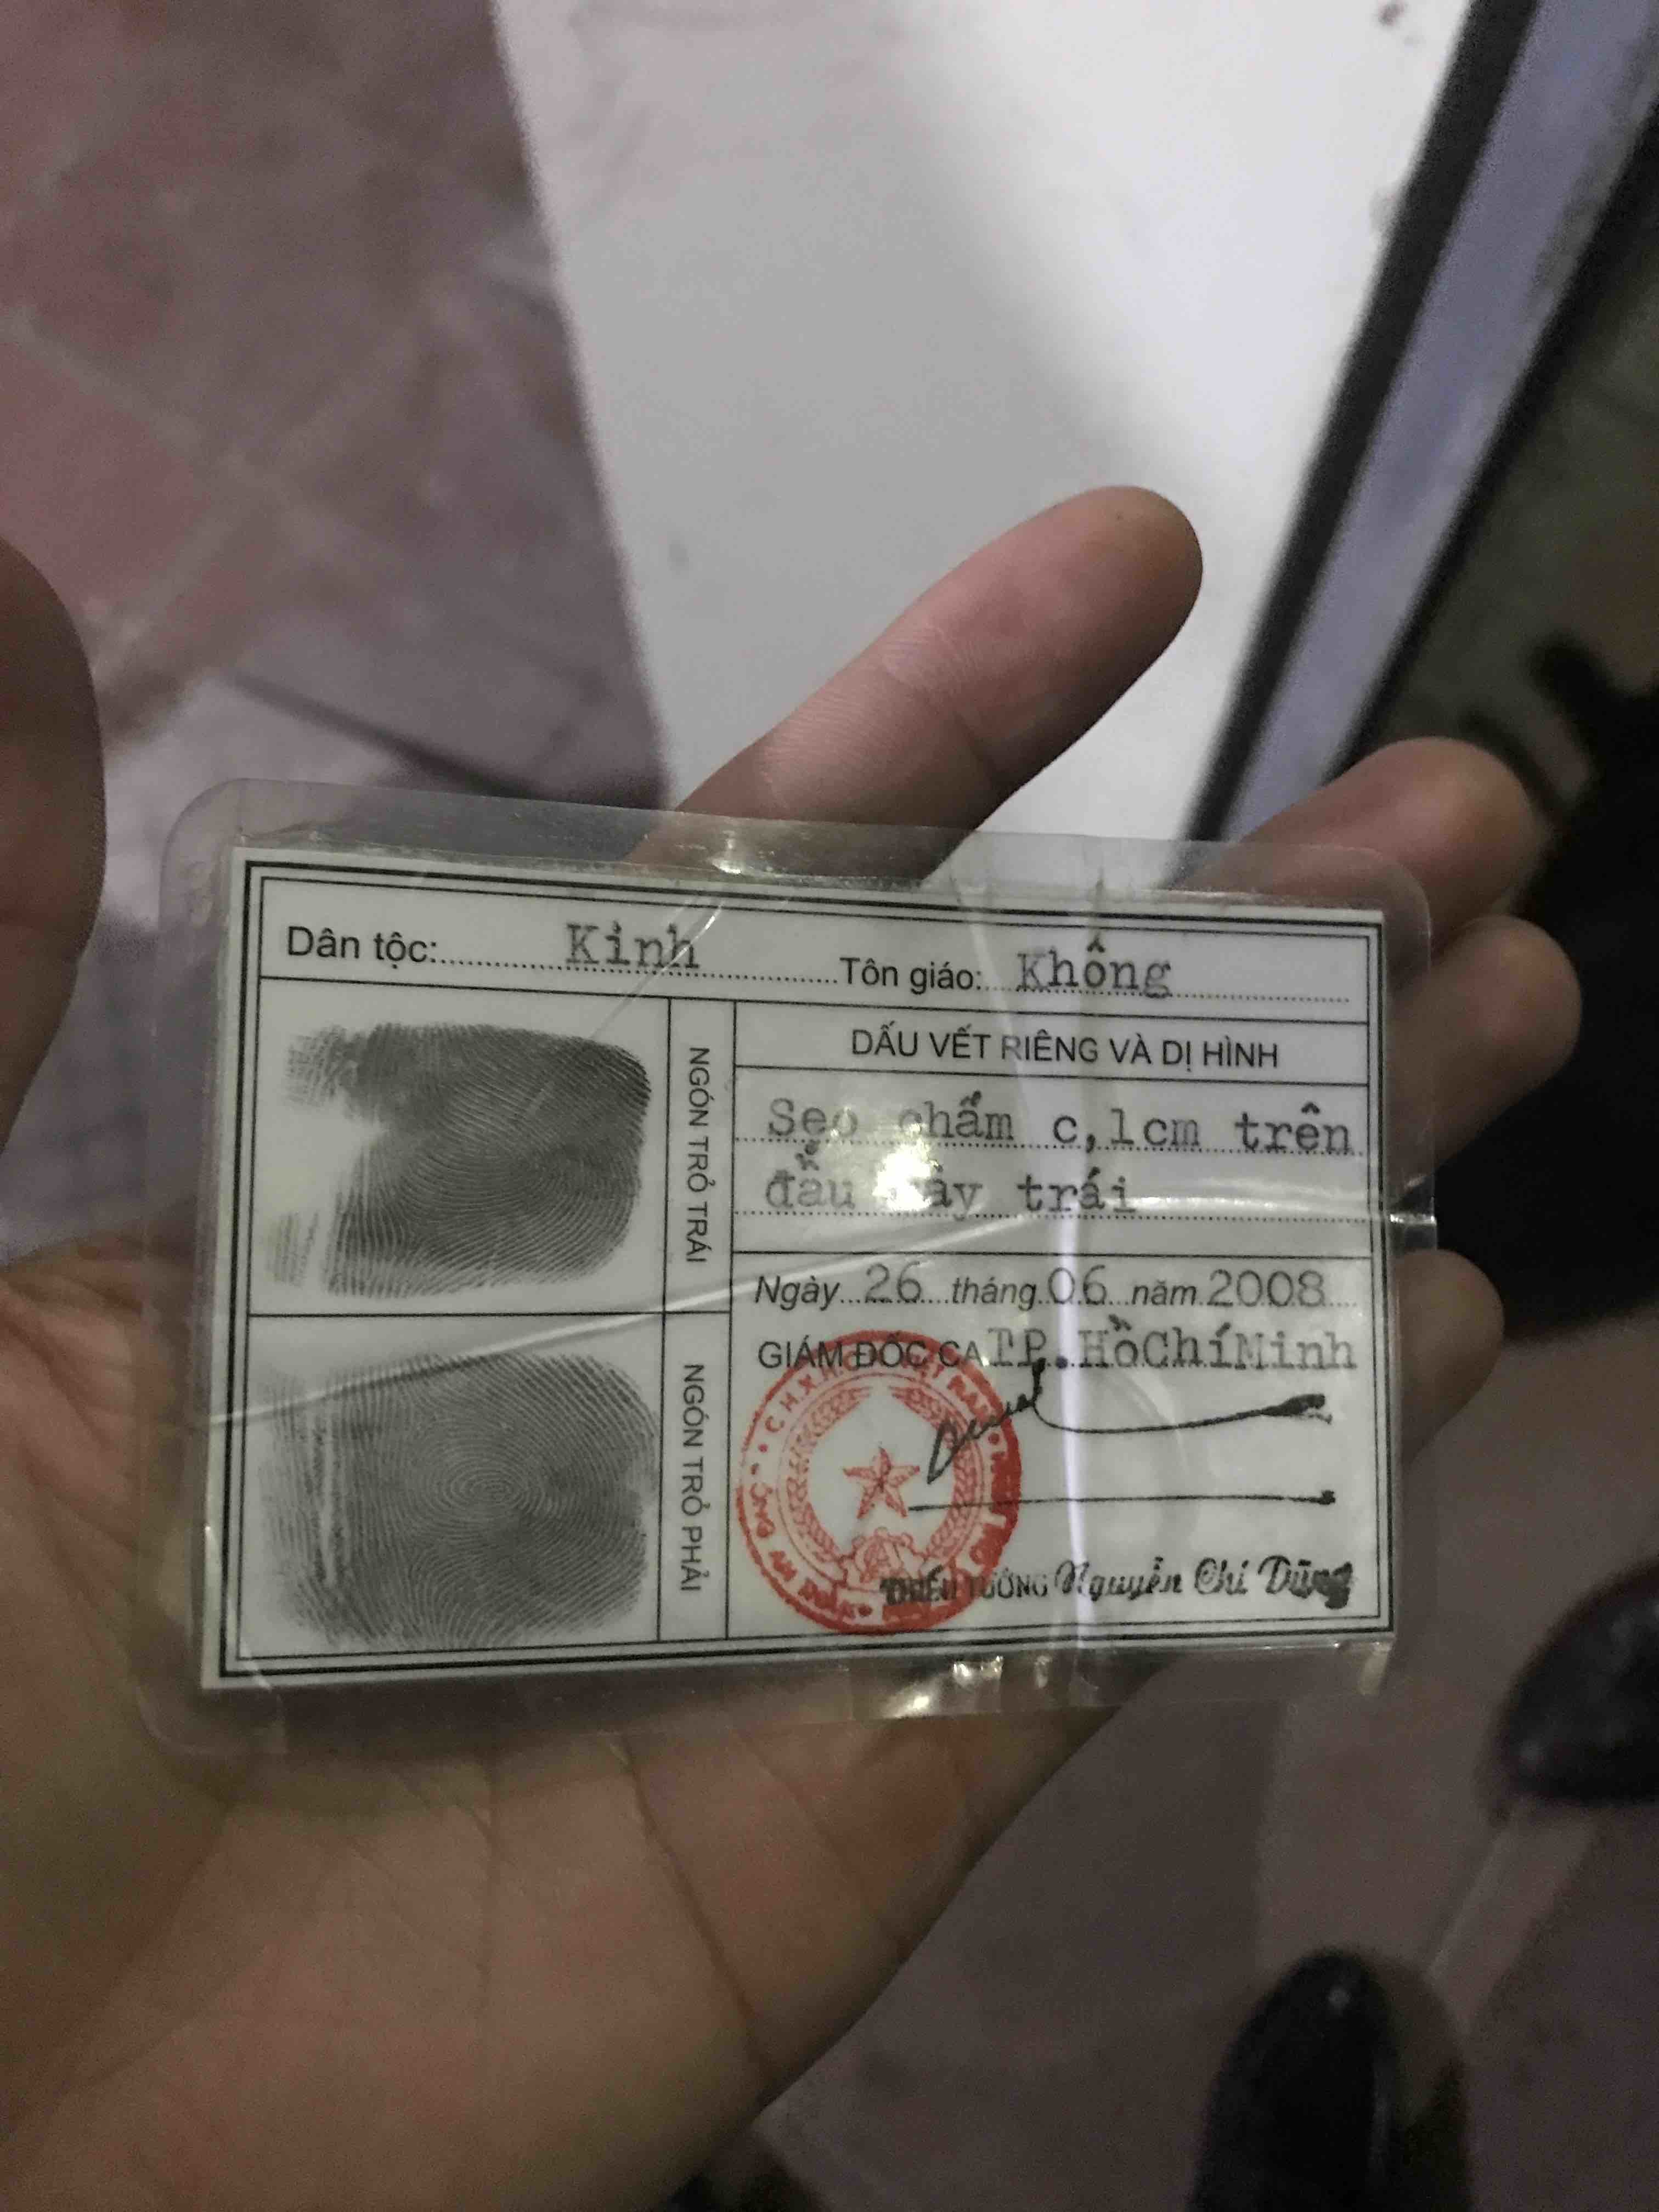 Dân tộc: Kinh Tôn giáo: Không
NGÓN TRỎ TRÁI
DẤU VẾT RIÊNG VÀ DỊ HÌNH
Sẹo chấm c,1cm trên
đầu mày trái
Ngày 26 tháng 06 năm 2008
GIÁM ĐỐC CA TP. HồChíMinh
NGÓN TRỎ PHẢI
THIẾU TƯỚNG Nguyễn Chí Dũng